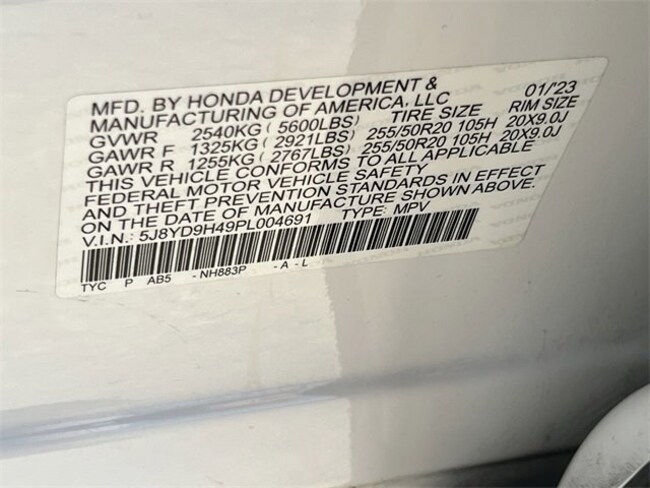 MFD. BY HONDA DEVELOPMENT & 01/'23
MANUFACTURING OF AMERICA, LLC
GVWR 2540KG ( 5600LBS) TIRE SIZE RIM SIZE
GAWR F 1325KG ( 2921LBS) 255/50R20 105H 20X9.0J
GAWR R 1255KG ( 2767LBS) 255/50R20 105H 20X9.0J
THIS VEHICLE CONFORMS TO ALL APPLICABLE
FEDERAL MOTOR VEHICLE SAFETY
AND THEFT PREVENTION STANDARDS IN EFFECT
ON THE DATE OF MANUFACTURE SHOWN ABOVE.
V.I.N.: 5J8YD9H49PL004691 TYPE: MPV
TYC P AB5 - NH883P - A - L